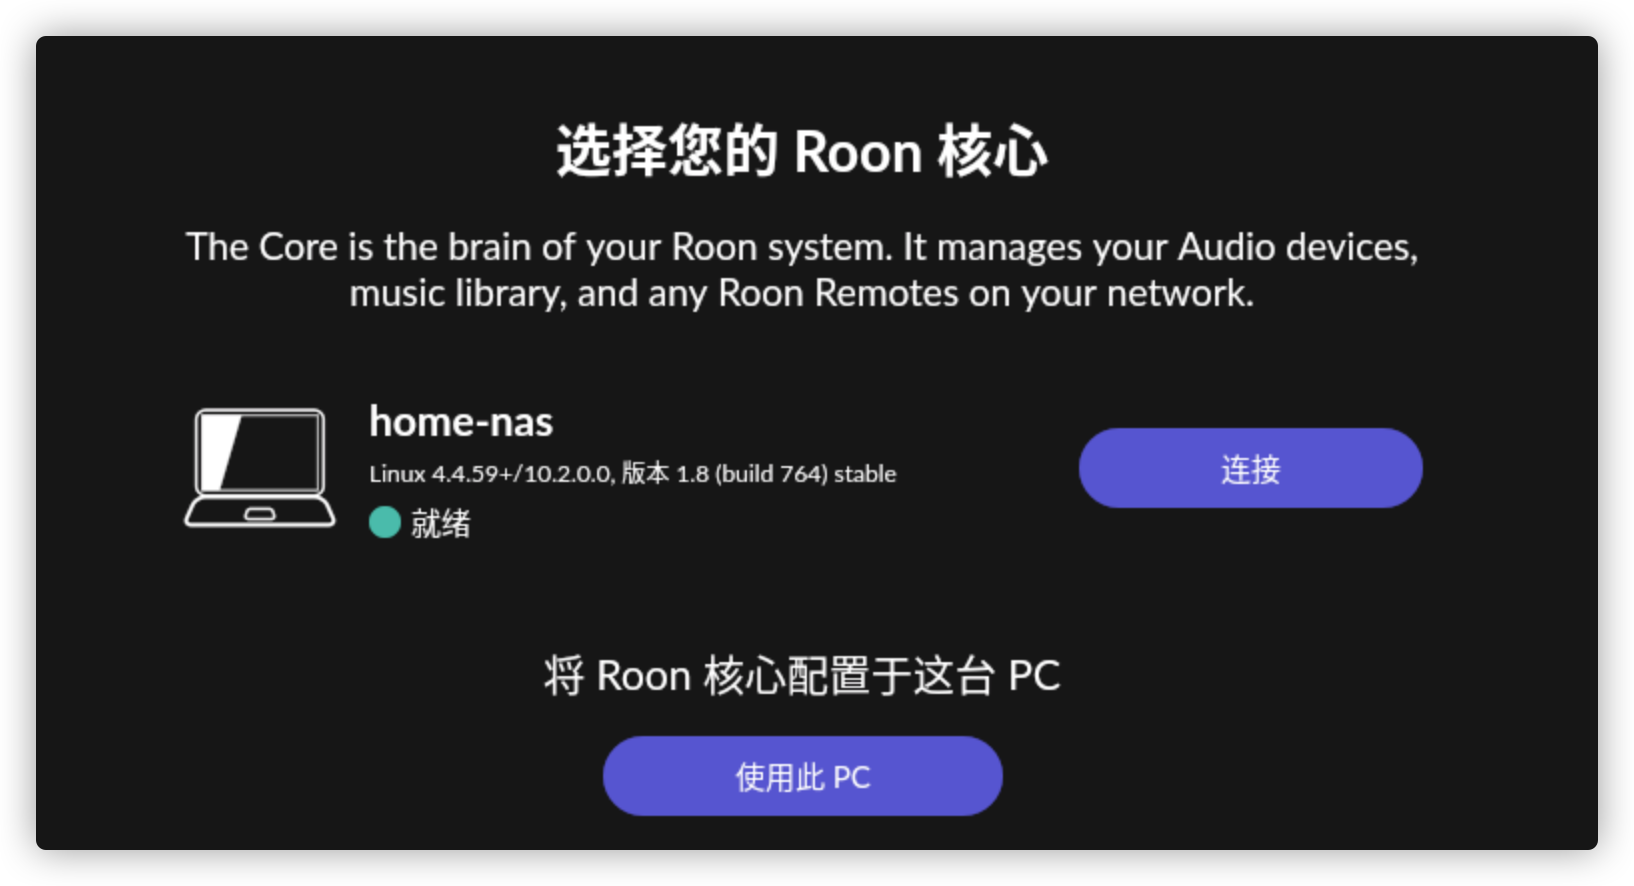 选择您的 Roon 核心
The Core is the brain of your Roon system. It manages your Audio devices,
music library, and any Roon Remotes on your network.
home-nas
Linux 4.4.59+/10.2.0.0, 版本 1.8 (build 764) stable
就绪
连接
将 Roon 核心配置于这台 PC
使用此 PC